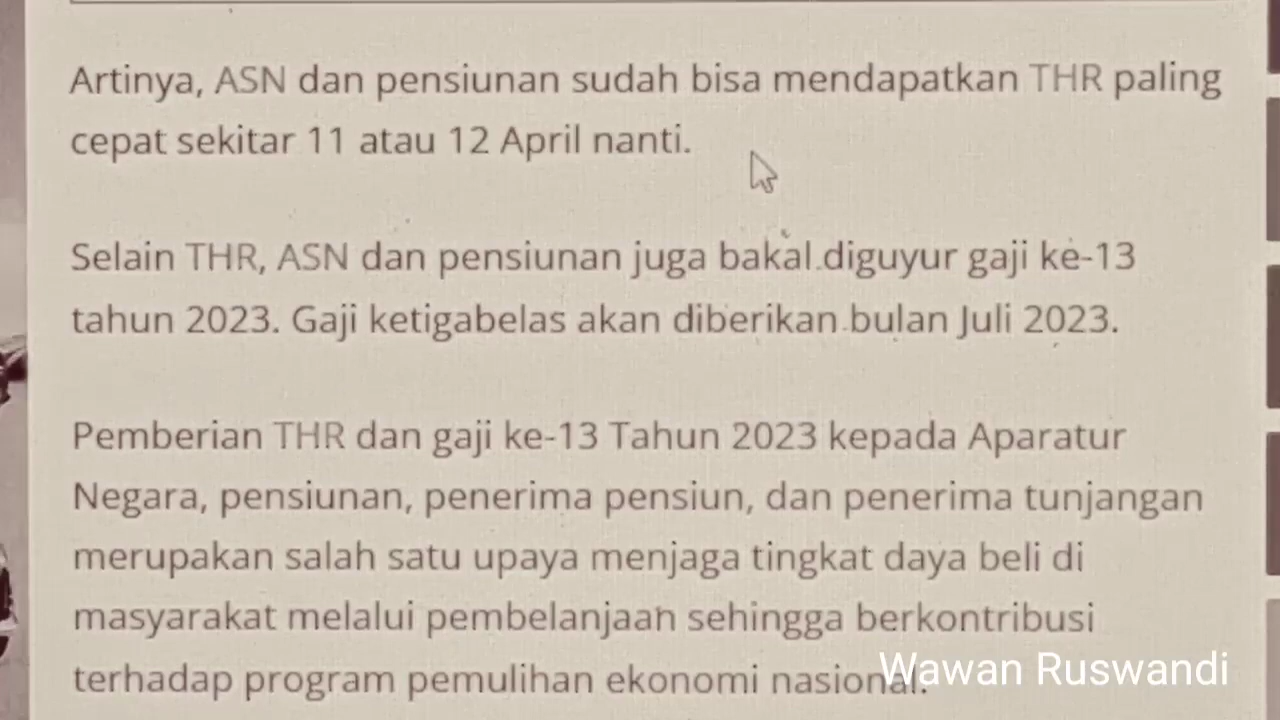 Artinya, ASN dan pensiunan sudah bisa mendapatkan THR paling
cepat sekitar 11 atau 12 April nanti.
Selain THR, ASN dan pensiunan juga bakal diguyur gaji ke-13
tahun 2023. Gaji ketigabelas akan diberikan bulan Juli 2023.
Pemberian THR dan gaji ke-13 Tahun 2023 kepada Aparatur
Negara, pensiunan, penerima pensiun, dan penerima tunjangan
merupakan salah satu upaya menjaga tingkat daya beli di
masyarakat melalui pembelanjaan sehingga berkontribusi
terhadap program pemulihan ekonomi nasional.
Wawan Ruswandi